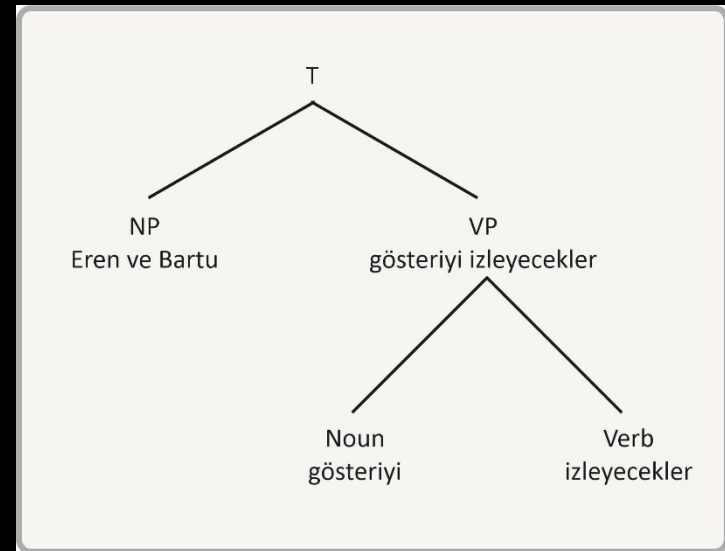 T
NP
Eren ve Bartu
VP
gösteriyi izleyecekler
Noun
gösteriyi
Verb
izleyecekler